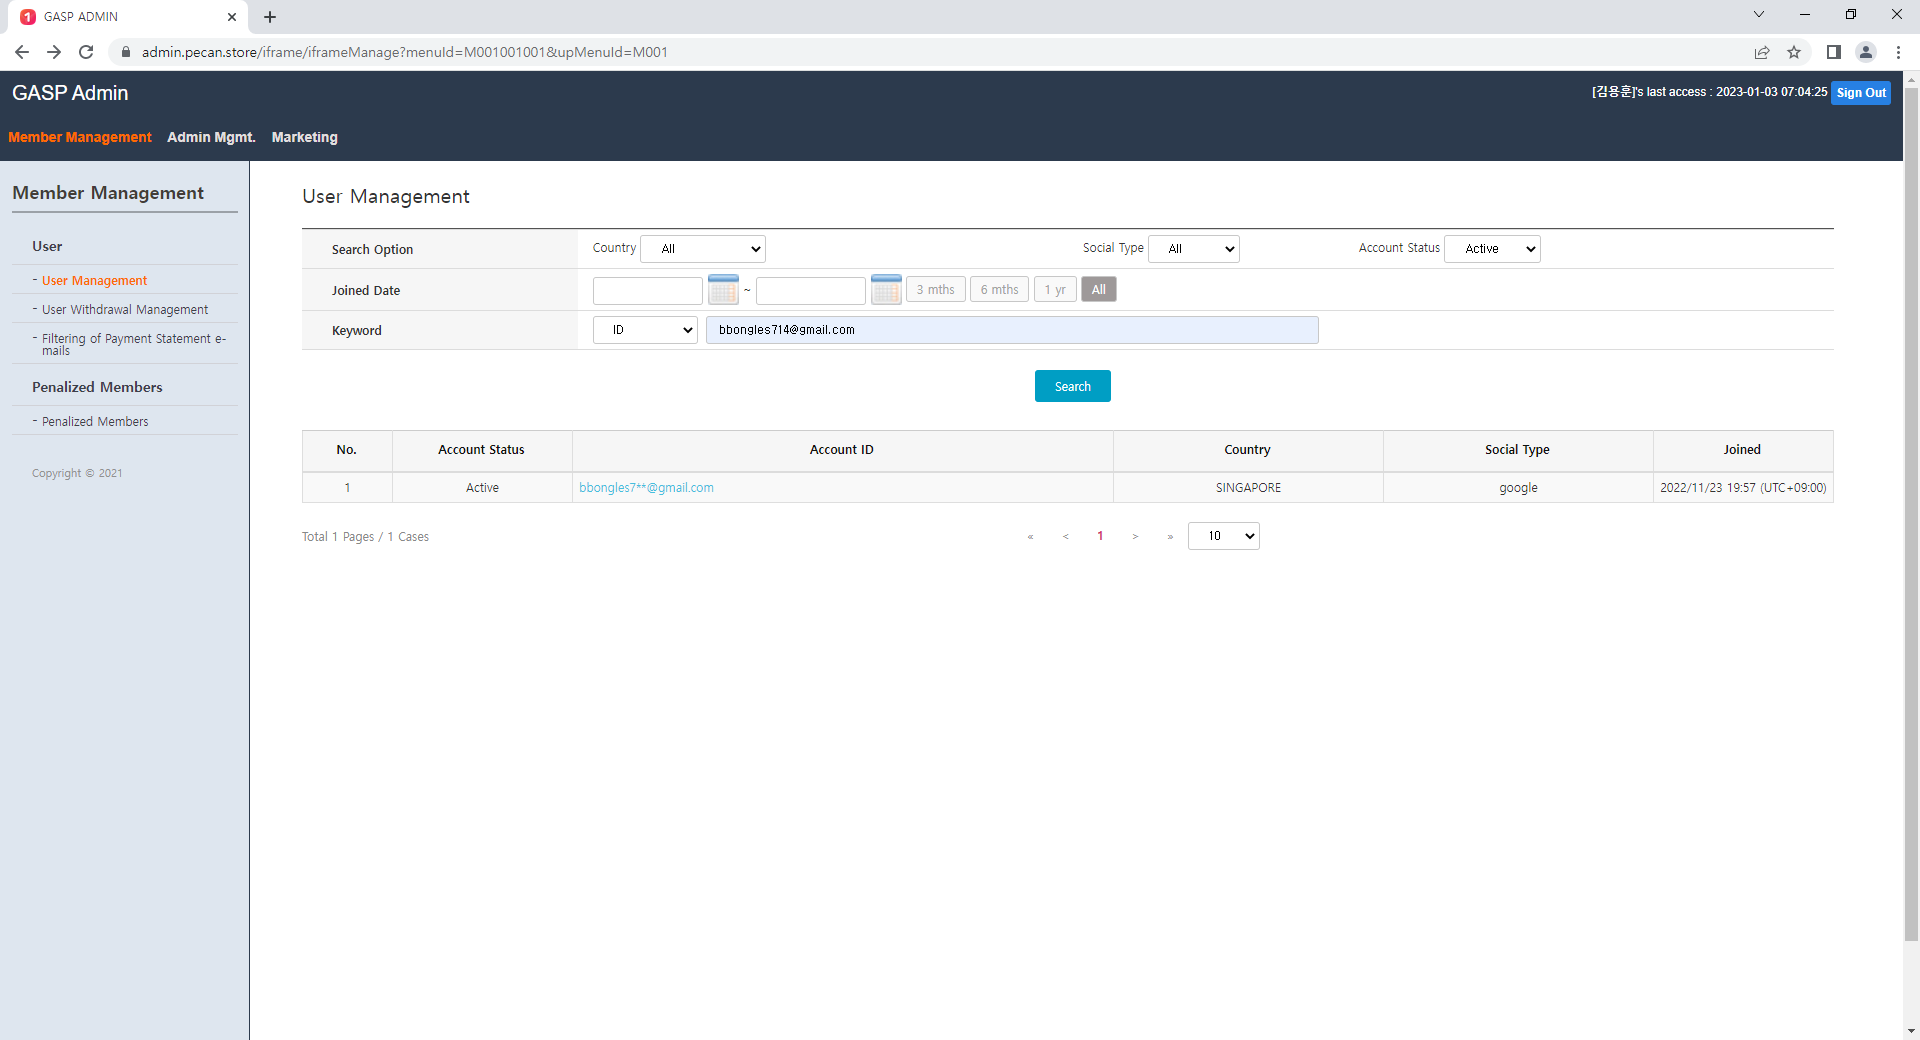 GASP ADMIN
admin.pecan.store/iframe/iframeManage?menuId=M001001001&upMenuId=M001
GASP Admin
[김용훈]'s last access : 2023-01-03 07:04:25 Sign Out
Member Management Admin Mgmt. Marketing
Member Management
User
- User Management
- User Withdrawal Management
- Filtering of Payment Statement e-
mails
Penalized Members
- Penalized Members
Copyright © 2021
User Management
Search Option Country All Social Type All Account Status Active
Joined Date ~ 3 mths 6 mths 1 yr All
Keyword ID bbongles714@gmail.com
Search
No. Account Status Account ID Country Social Type Joined
1 Active bbongles7**@gmail.com SINGAPORE google 2022/11/23 19:57 (UTC+09:00)
Total 1 Pages / 1 Cases « < 1 > » 10